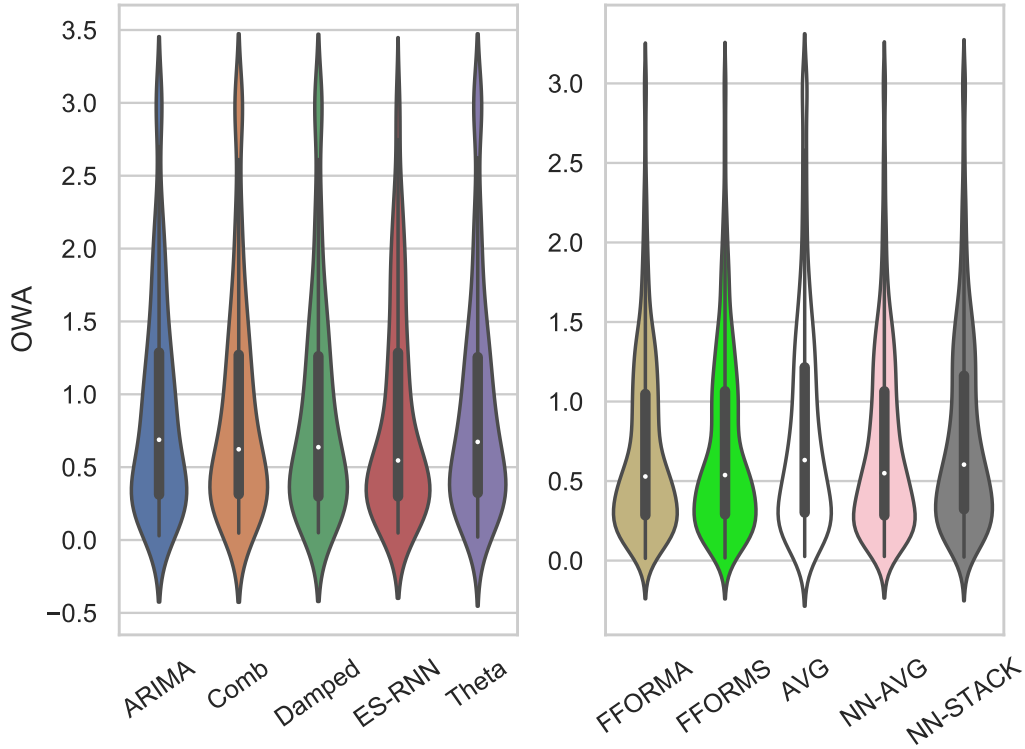 OWA
3.5
3.0
2.5
2.0
1.5
1.0
0.5
0.0
−0.5
ARIMA
Comb
Damped
ES-RNN
Theta
3.0
2.5
2.0
1.5
1.0
0.5
0.0
FFORMA
FFORMS
AVG
NN-AVG
NN-STACK